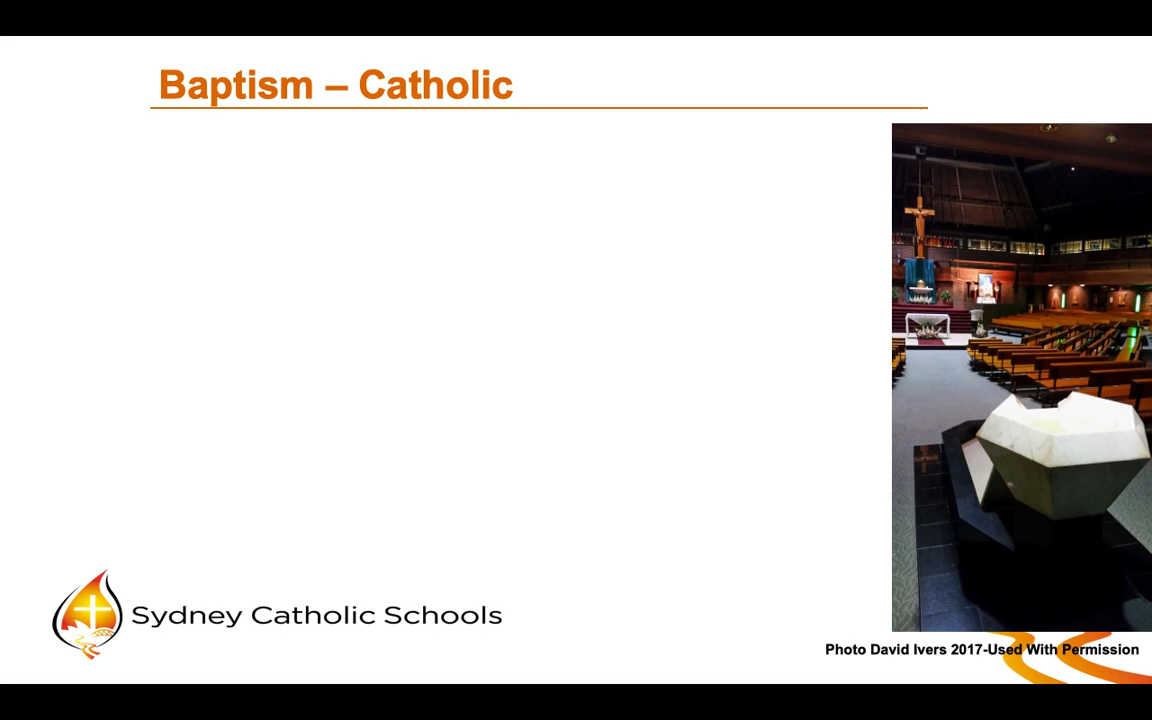 Baptism – Catholic
Sydney Catholic Schools
Photo David Ivers 2017-Used With Permission